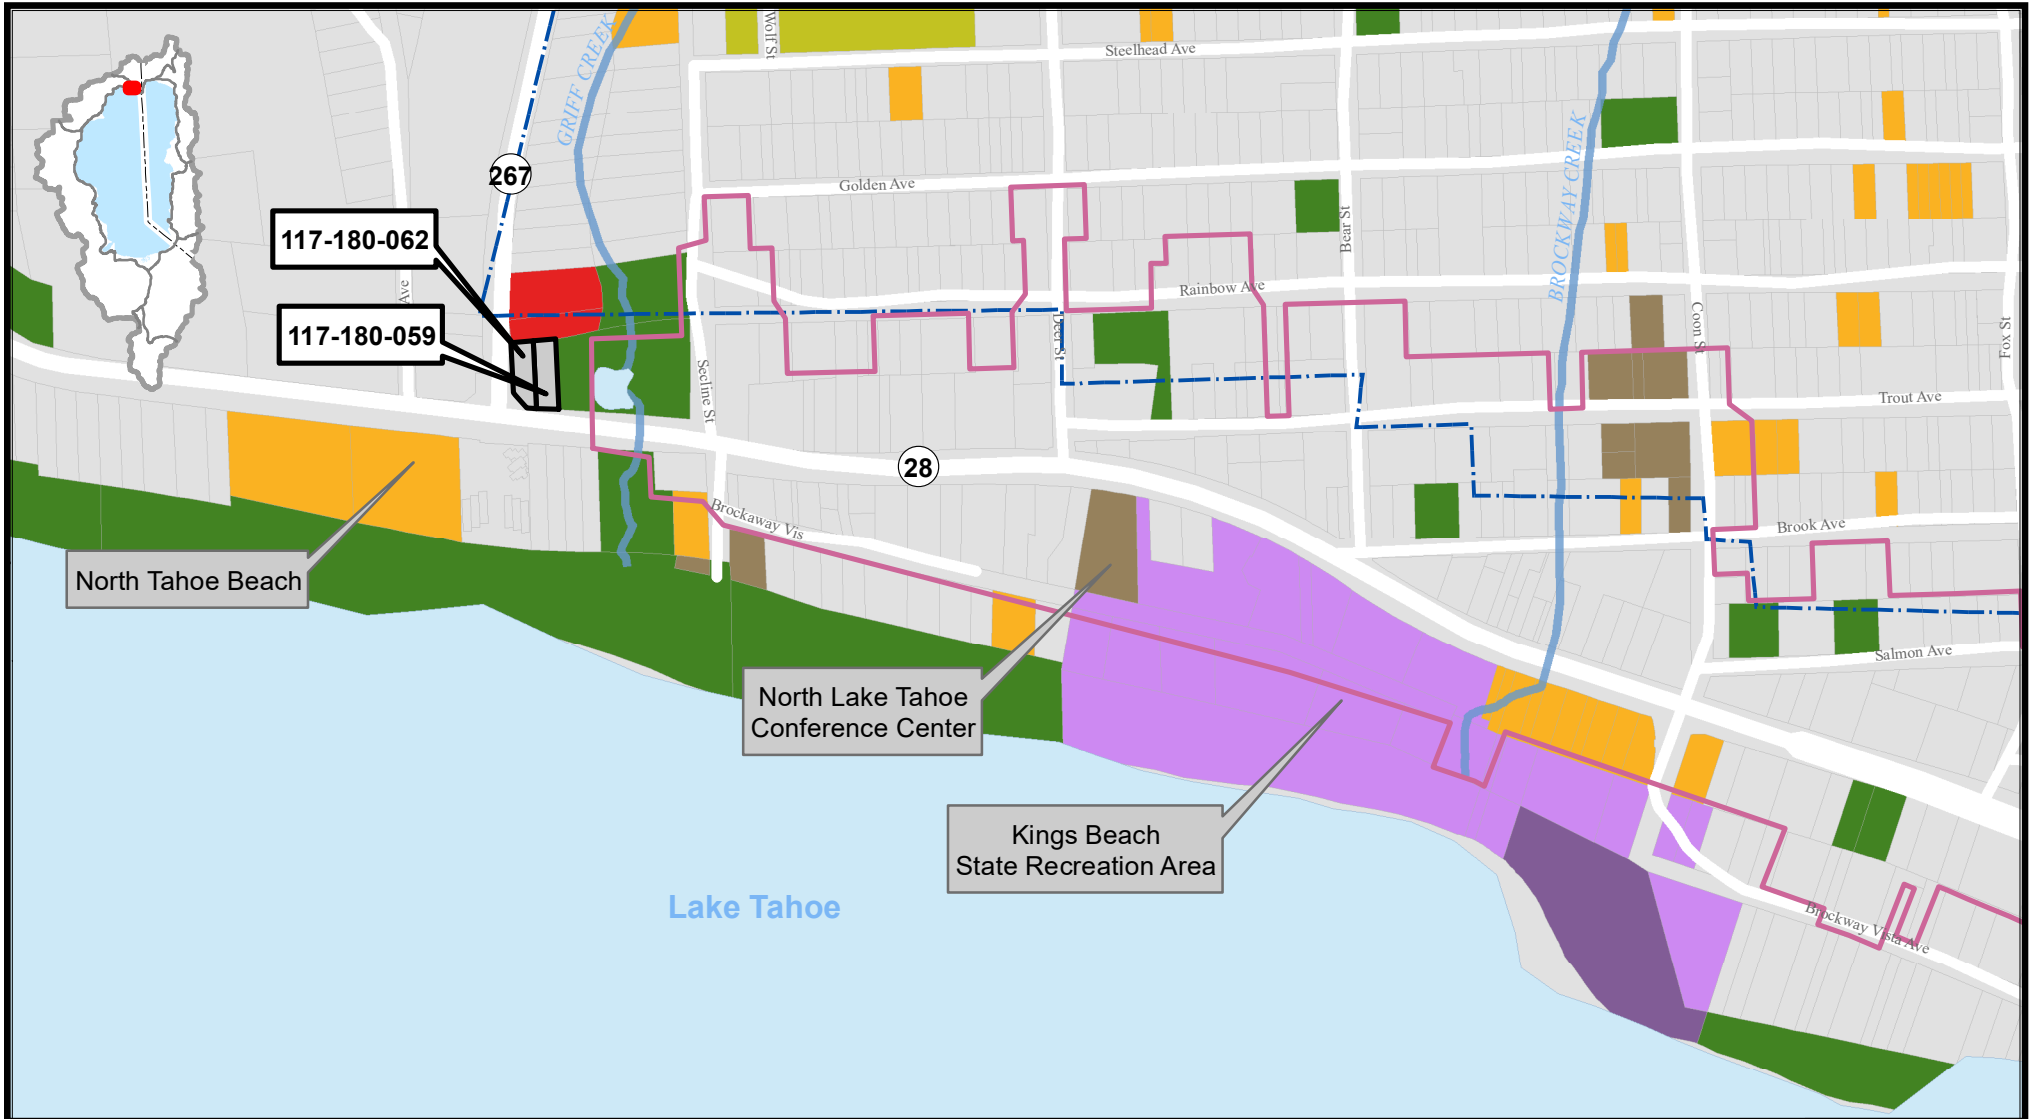 Wolf St
Steelhead Ave
GRIFF CREEK
BROCKWAY CREEK
267
Golden Ave
Bear St
117-180-062
Ave
Rainbow Ave
117-180-059
Deer St
Coon St
Fox St
Secline St
Trout Ave
28
Brockaway Vis
Brook Ave
North Tahoe Beach
Salmon Ave
North Lake Tahoe
Conference Center
Kings Beach
State Recreation Area
Lake Tahoe
Brockway Vista Ave